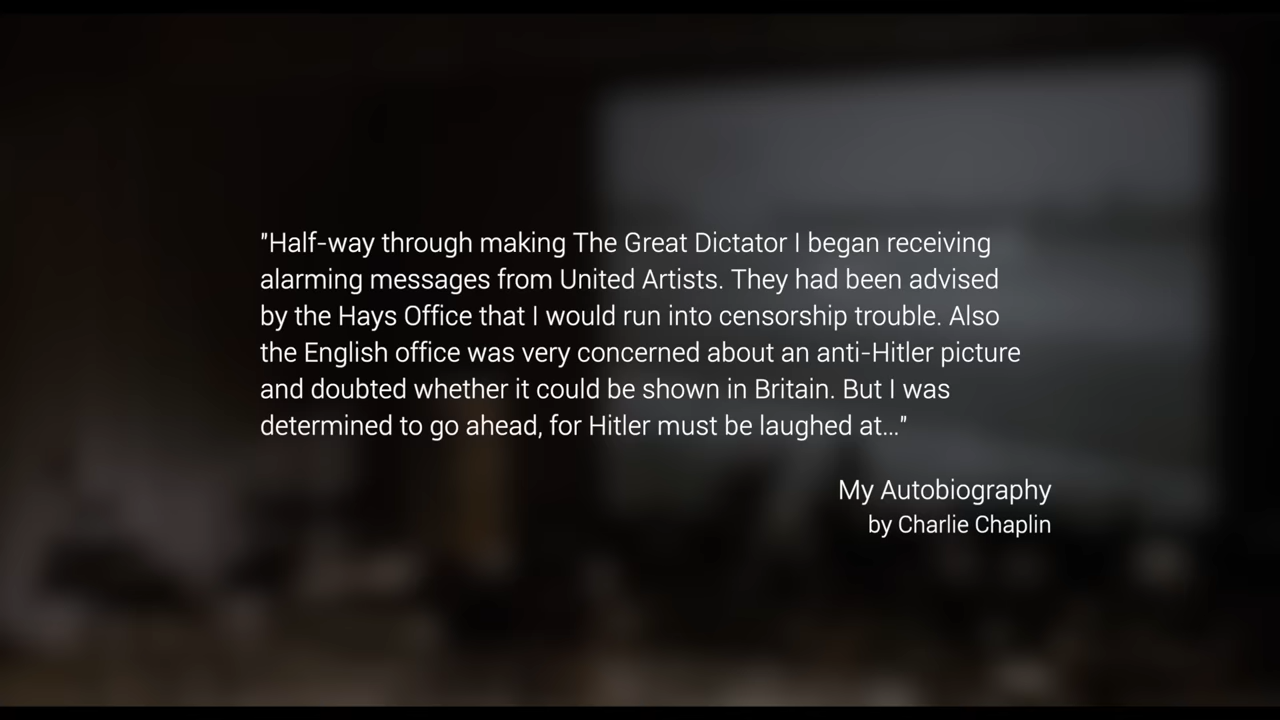 "Half-way through making The Great Dictator I began receiving
alarming messages from United Artists. They had been advised
by the Hays Office that I would run into censorship trouble. Also
the English office was very concerned about an anti-Hitler picture
and doubted whether it could be shown in Britain. But I was
determined to go ahead, for Hitler must be laughed at..."
My Autobiography
by Charlie Chaplin